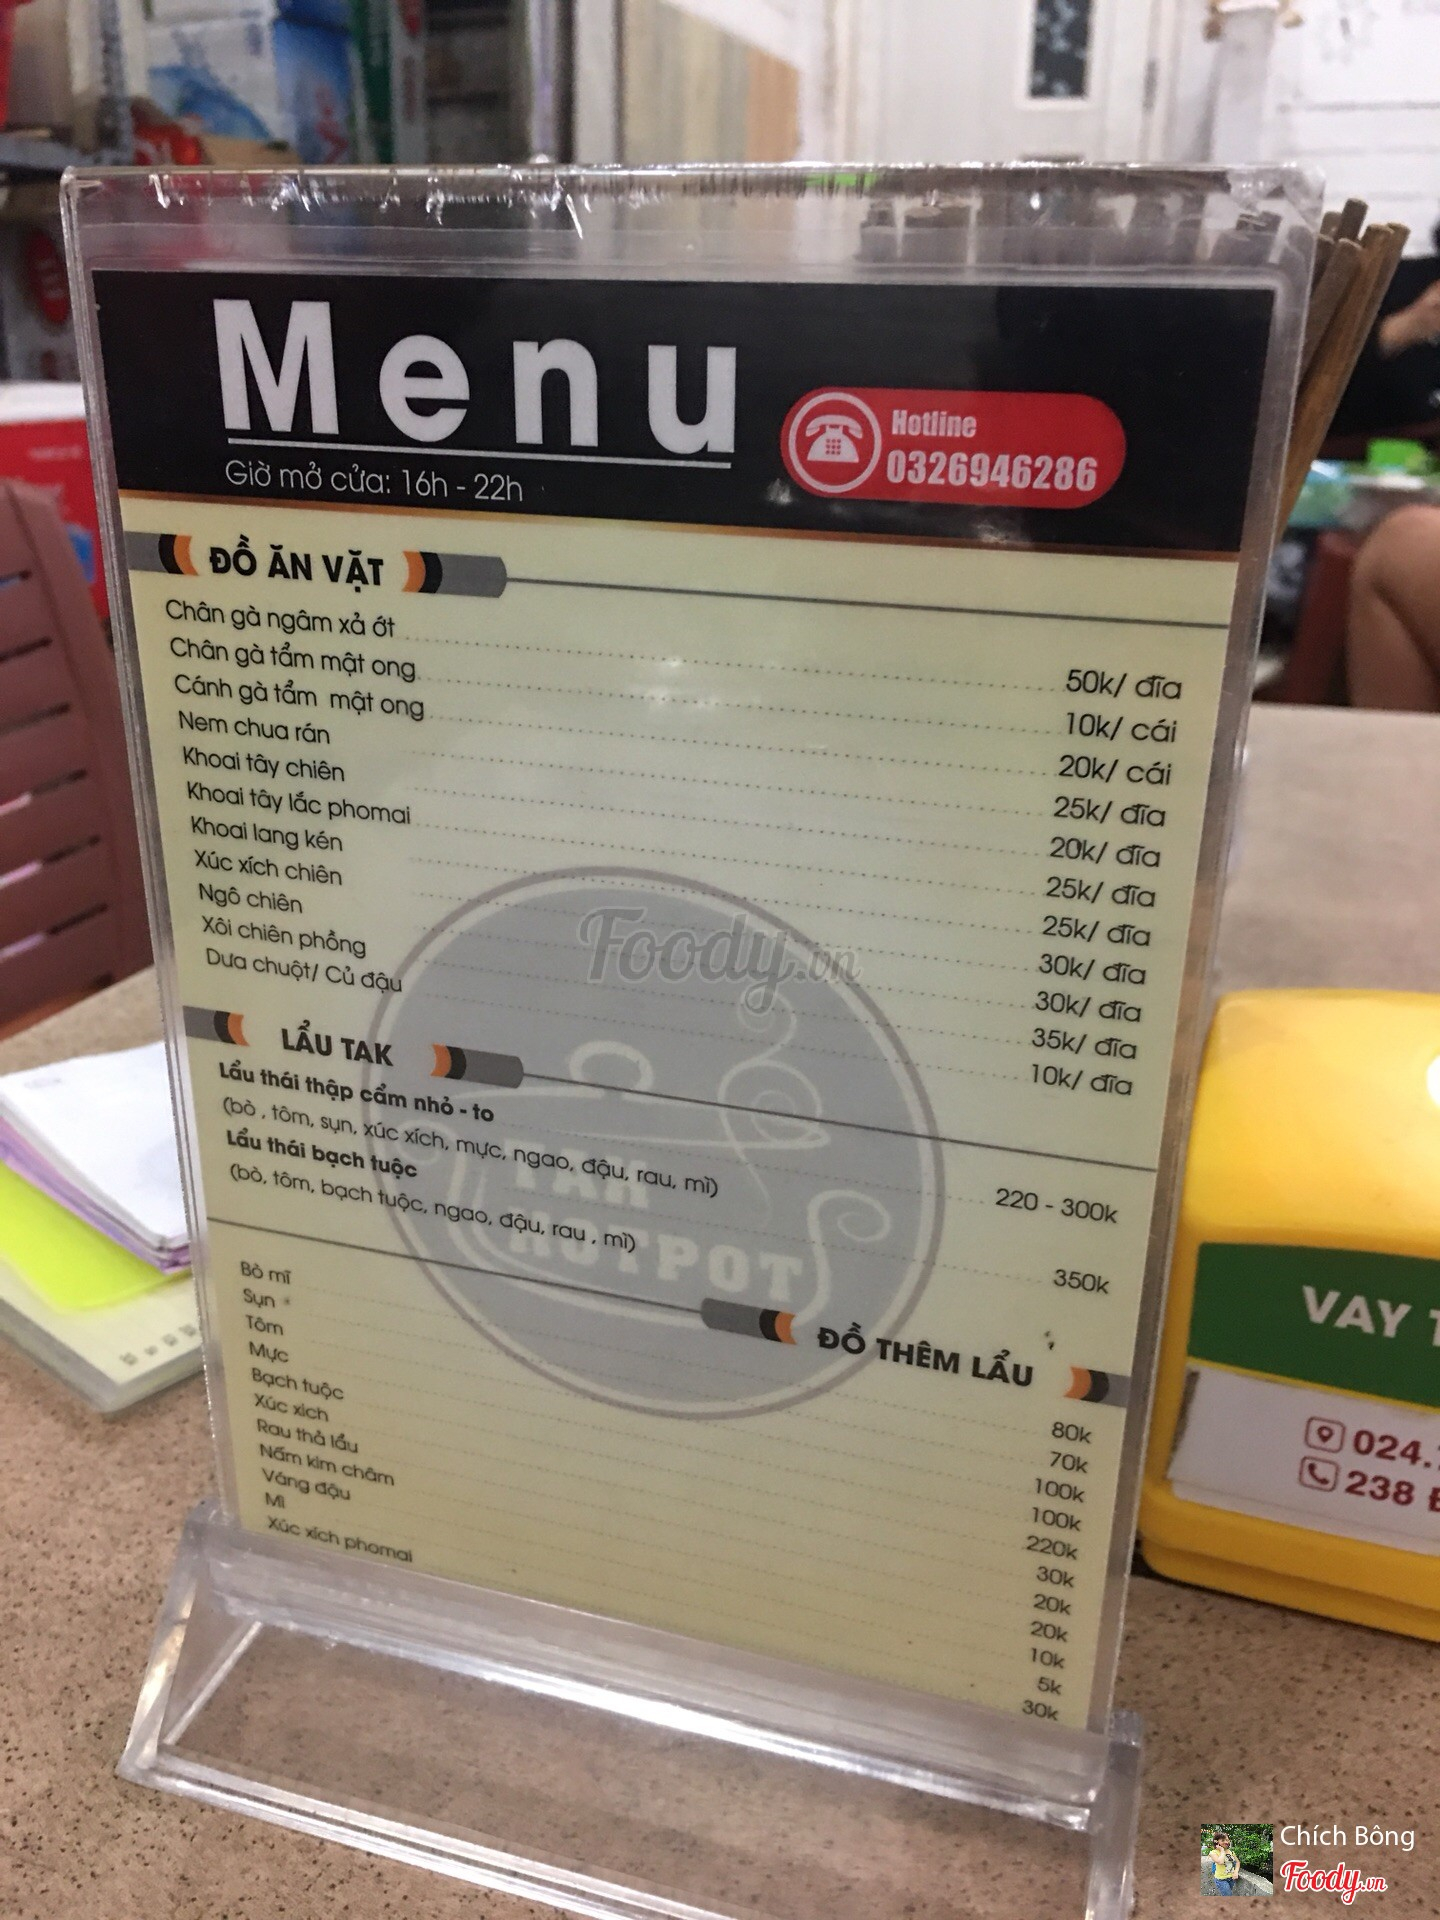 Menu
Giờ mở cửa: 16h - 22h
Hotline
0326946286
ĐỒ ĂN VẶT
Chân gà ngâm xả ớt 50k/ đĩa
Chân gà tẩm mật ong 10k/ cái
Cánh gà tẩm mật ong 20k/ cái
Nem chua rán 25k/ đĩa
Khoai tây chiên 20k/ đĩa
Khoai tây lắc phomai 25k/ đĩa
Khoai lang kén 25k/ đĩa
Xúc xích chiên 30k/ đĩa
Ngô chiên 30k/ đĩa
Xôi chiên phồng 35k/ đĩa
Dưa chuột/ Củ đậu 10k/ đĩa
LẨU TAK
Lẩu thái thập cẩm nhỏ - to 220 - 300k
(bò , tôm, sụn, xúc xích, mực, ngao, đậu, rau, mì)
Lẩu thái bạch tuộc 350k
(bò, tôm, bạch tuộc, ngao, đậu, rau , mì)
ĐỒ THÊM LẨU
Bò mĩ 80k
Sụn 70k
Tôm 100k
Mực 100k
Bạch tuộc 220k
Xúc xich 30k
Rau thả lẩu 20k
Nấm kim châm 20k
Váng đậu 10k
Mì 5k
Xúc xích phomai 30k
TAK
HOTPOT
Foody.vn
VAY
024.
238
Chích Bông
Foody.vn